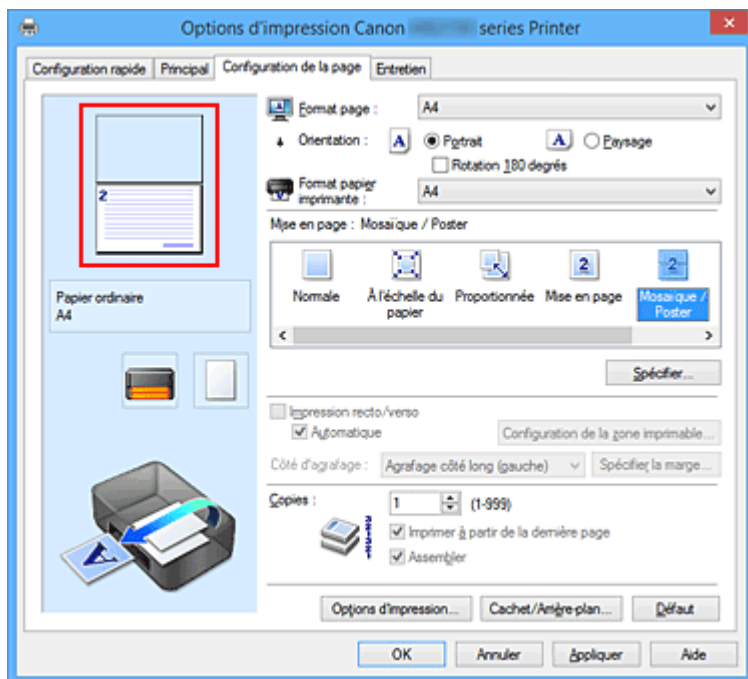 Options d'impression Canon series Printer
Configuration rapide Principal Configuration de la page Entretien
Format page : A4
Orientation : A Portrait A Paysage
Rotation 180 degrés
Format papier
imprimante : A4
Mise en page : Mosaïque / Poster
2
Normale À l'échelle du papier Proportionnée Mise en page Mosaïque / Poster
2 2
Papier ordinaire
A4
Spécifier...
Impression recto/verso
Automatique Configuration de la zone imprimable...
Côté d'agrafage : Agrafage côté long (gauche) Spécifier la marge...
Copies : 1 (1-999)
Imprimer à partir de la dernière page
Assembler
A
Options d'impression... Cachet/Arrière-plan... Défaut
OK Annuler Appliquer Aide